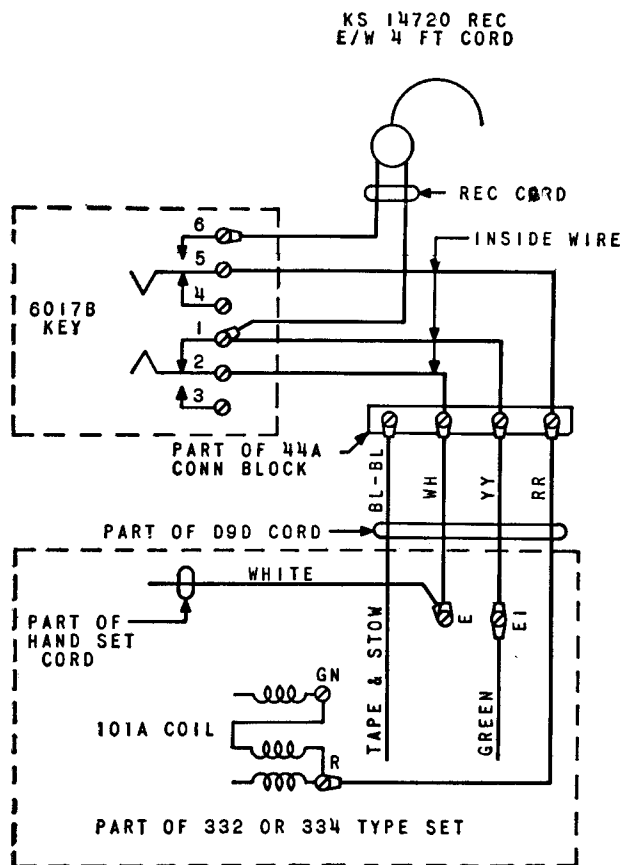 KS 14720 REC
E/W 4 FT CORD
REC CORD
INSIDE WIRE
6
5
4
6017B
KEY
1
2
3
PART OF 44A
CONN BLOCK
BL-BL
WH
YY
RR
PART OF D9D CORD
WHITE
PART OF
HAND SET
CORD
E
E1
TAPE & STOW
GREEN
GN
101A COIL
R
PART OF 332 OR 334 TYPE SET